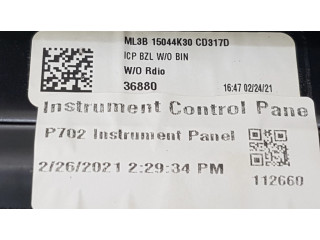 ML3B 15044K30 CD317D
ICP BZL W/O BIN
W/O Rdio
36880 16:47 02/24/21
Instrument Control Pane
P702 Instrument Panel
2/26/2021 2:29:34 PM
112660